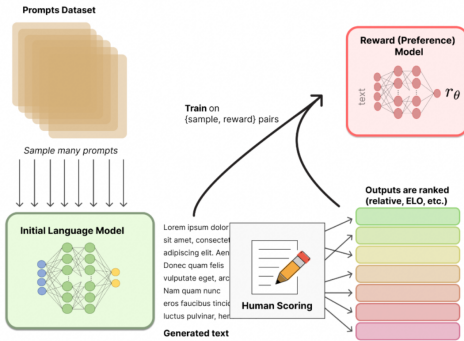 Prompts Dataset
Sample many prompts
Initial Language Model
Train on
{sample, reward} pairs
Reward (Preference)
Model
text
rθ
Outputs are ranked
(relative, ELO, etc.)
Lorem ipsum dolor
sit amet, consectet
adipiscing elit. Aen
Donec quam felis
vulputate eget, arc
Nam quam nunc
eros faucibus tincid
luctus pulvinar, hen
Generated text
Human Scoring